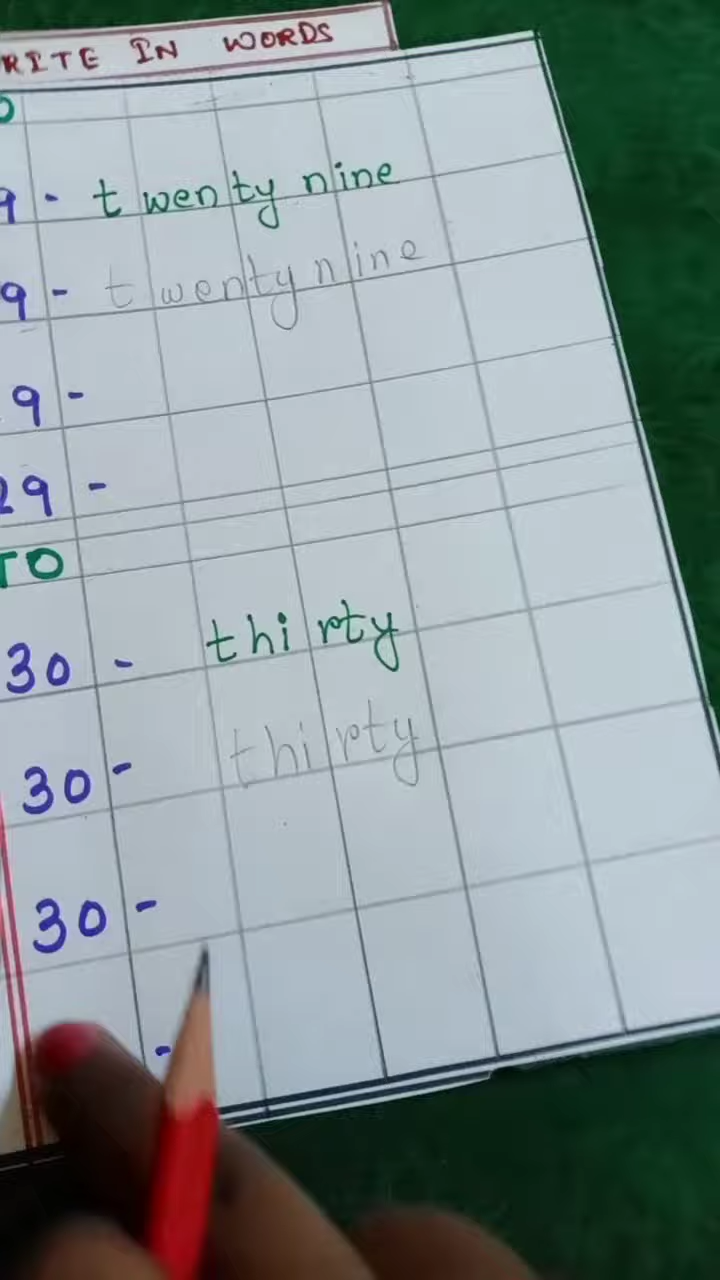 RITE IN WORDS
O
9 - twenty nine
9 - twenty nine
9 -
29 -
TO
30 - thirty
30 - thirty
30 -
-